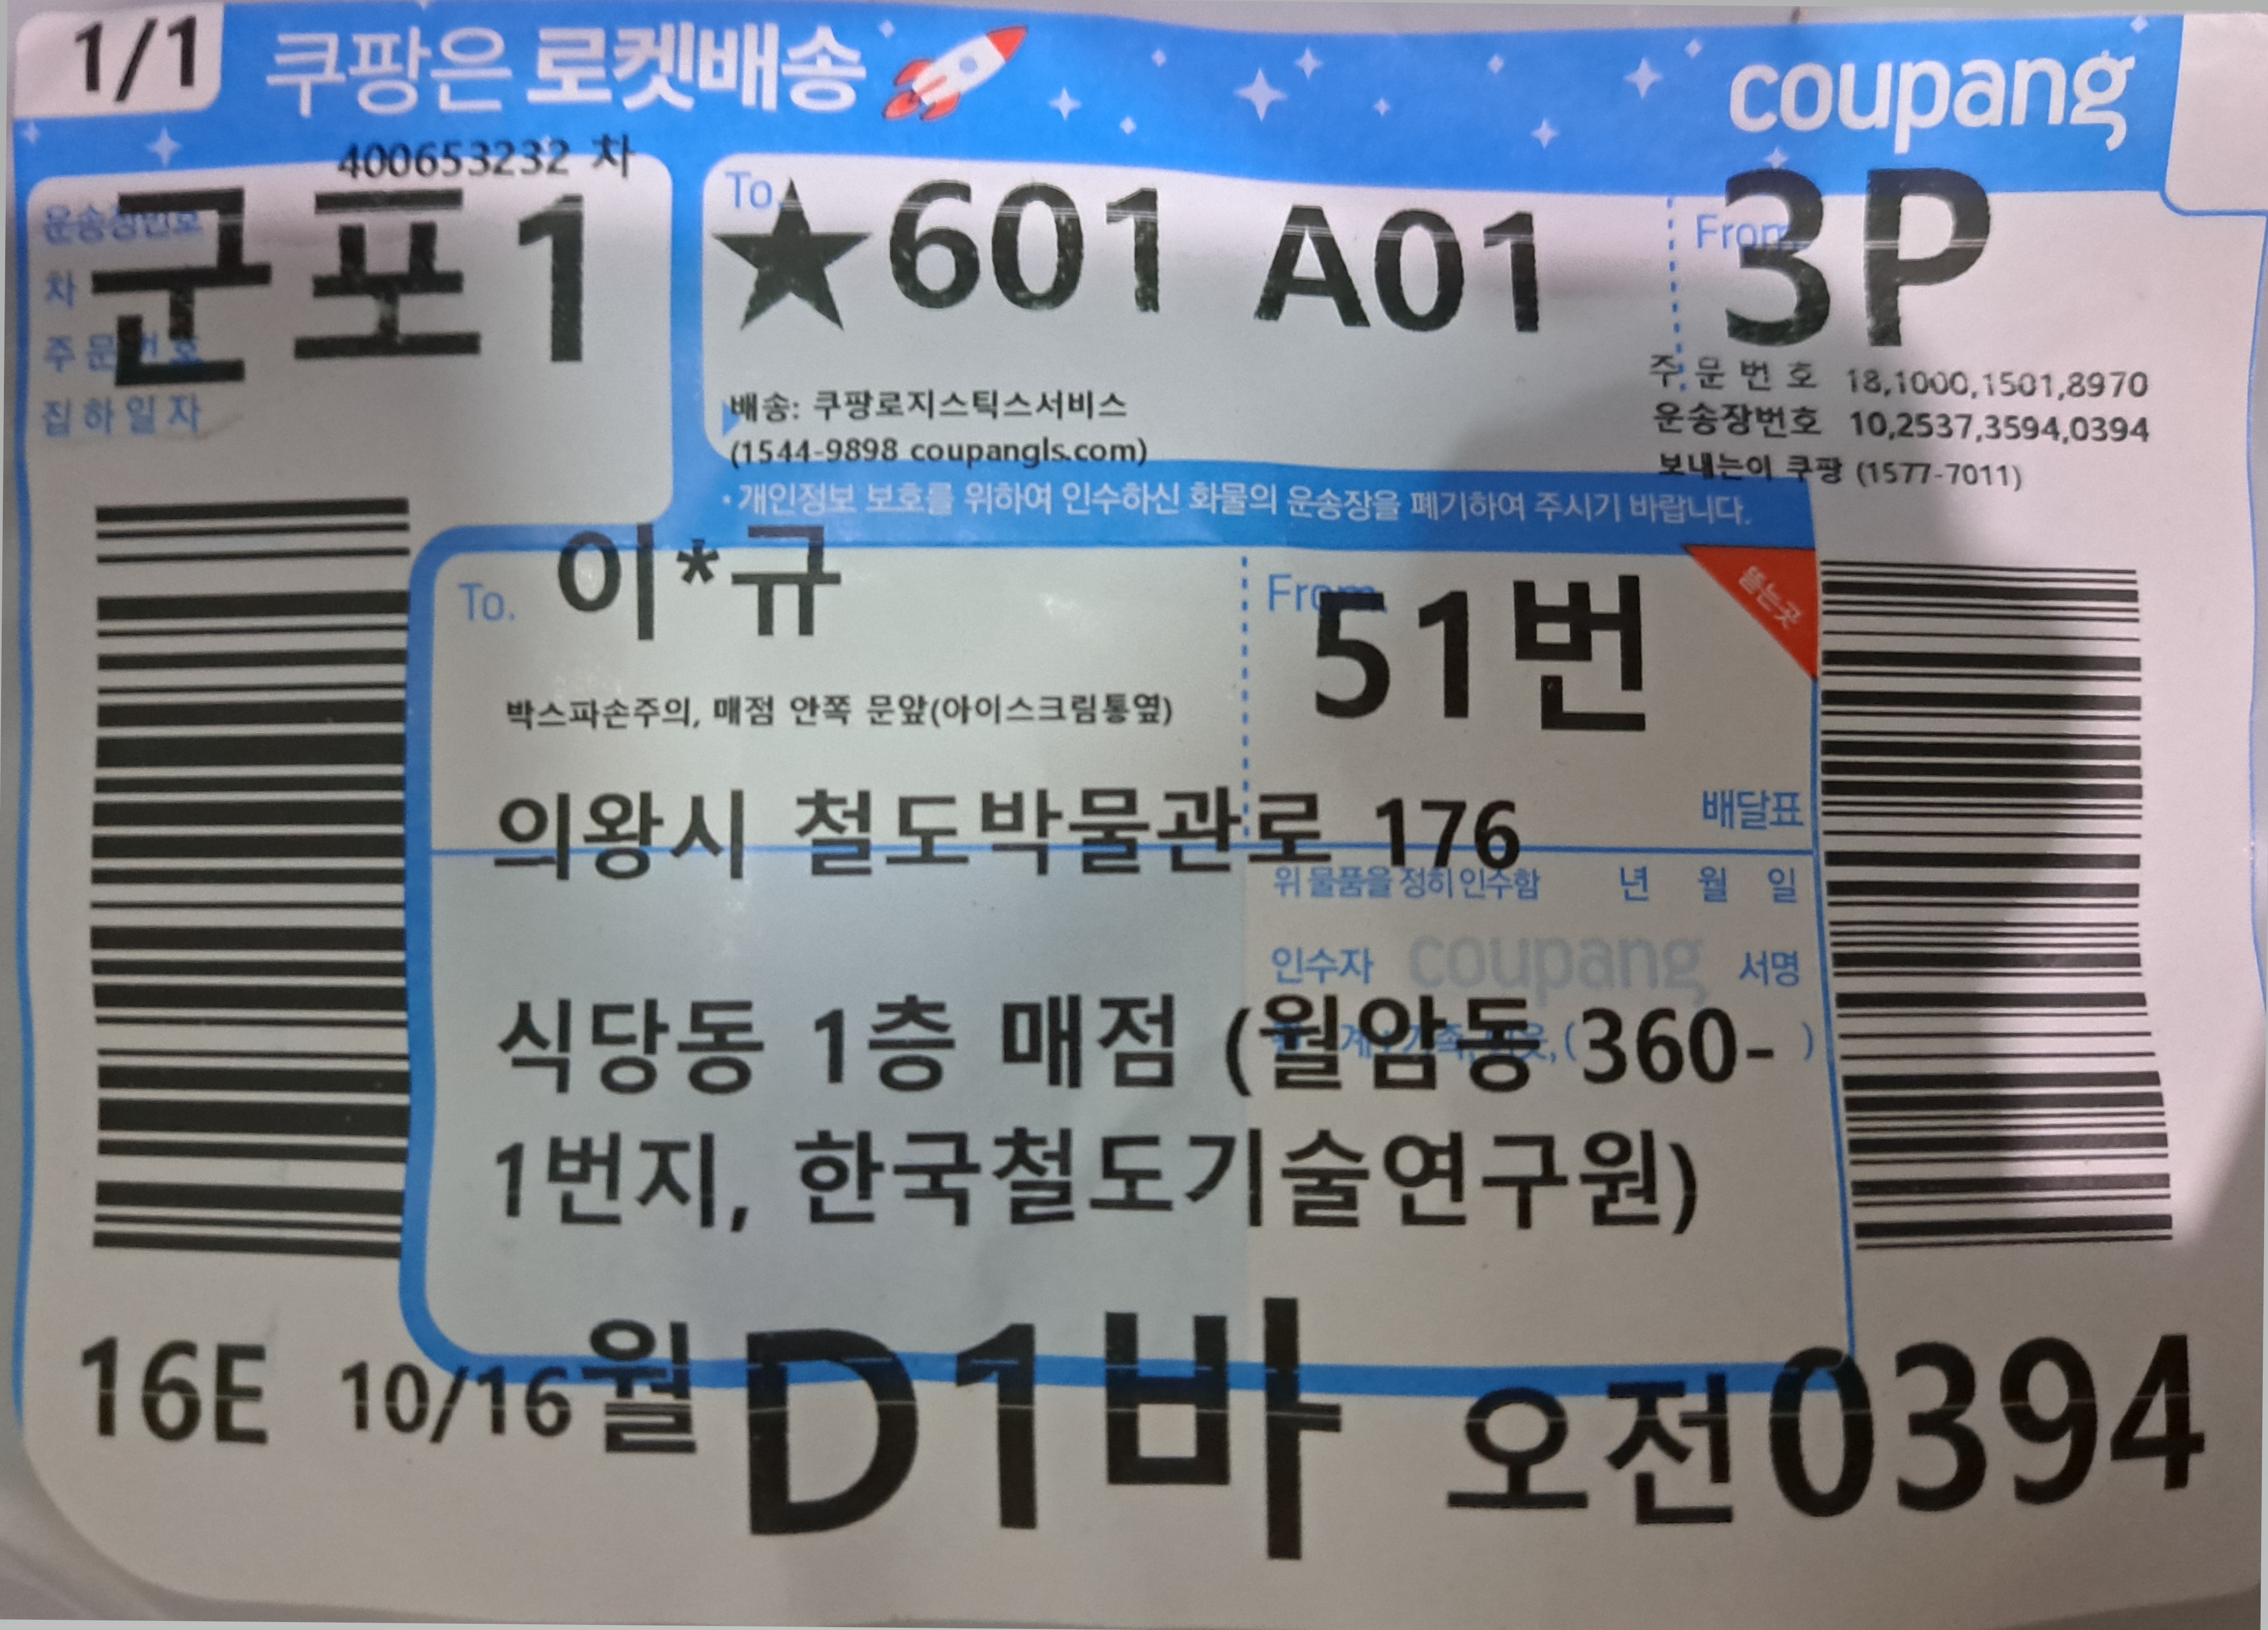 1/1
쿠팡은 로켓배송
coupang
400653232 차
운송장번호
차
주문번호
집하일자
군포1
To.
★601 A01
From.
3P
배송: 쿠팡로지스틱스서비스
(1544-9898 coupangls.com)
주문번호 18,1000,1501,8970
운송장번호 10,2537,3594,0394
보내는이 쿠팡 (1577-7011)
• 개인정보 보호를 위하여 인수하신 화물의 운송장을 폐기하여 주시기 바랍니다.
To. 이*규
From.
51번
뜯는곳
박스파손주의, 매점 안쪽 문앞(아이스크림통옆)
배달표
의왕시 철도박물관로 176
위 물품을 정히 인수함 년 월 일
인수자 coupang 서명
식당동 1층 매점 (월암동 360-
1번지, 한국철도기술연구원)
16E 10/16 월 D1바 오전 0394